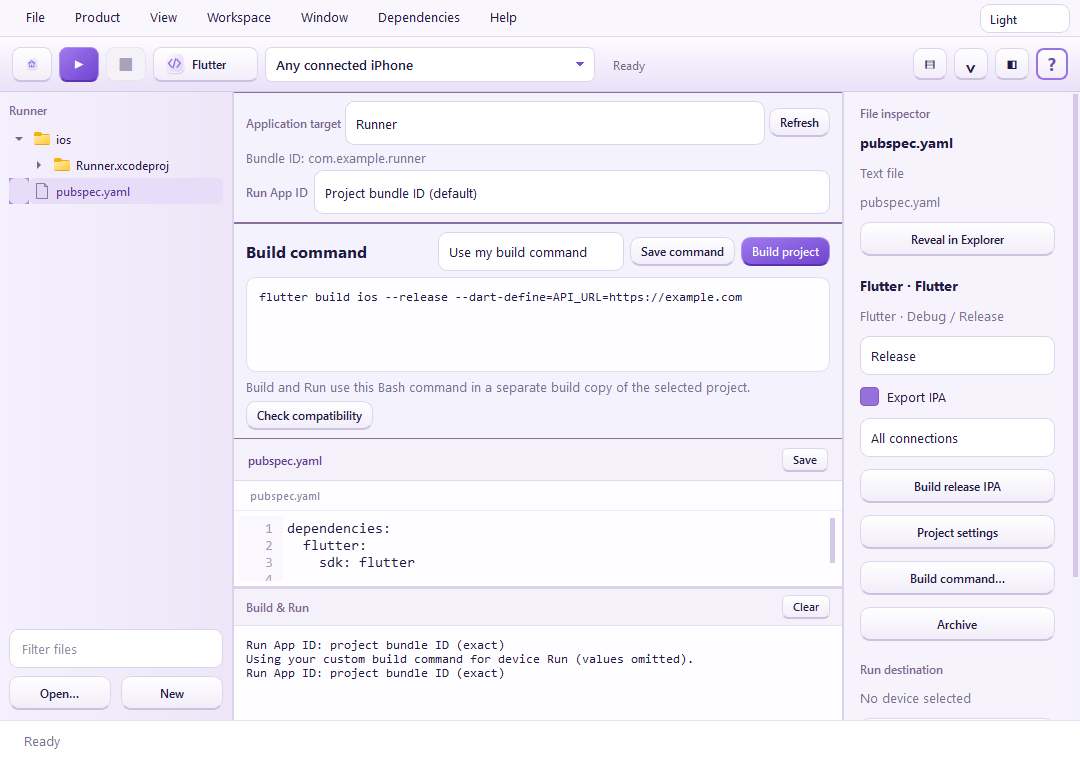 File Product View Workspace Window Dependencies Help Light
Flutter Any connected iPhone Ready ?
Runner
ios
Runner.xcodeproj
pubspec.yaml
Filter files
Open... New
Application target Runner Refresh
Bundle ID: com.example.runner
Run App ID Project bundle ID (default)
Build command Use my build command Save command Build project
flutter build ios --release --dart-define=API_URL=https://example.com
Build and Run use this Bash command in a separate build copy of the selected project.
Check compatibility
pubspec.yaml Save
pubspec.yaml
1 dependencies:
2 flutter:
3 sdk: flutter
4
Build & Run Clear
Run App ID: project bundle ID (exact)
Using your custom build command for device Run (values omitted).
Run App ID: project bundle ID (exact)
File inspector
pubspec.yaml
Text file
pubspec.yaml
Reveal in Explorer
Flutter · Flutter
Flutter · Debug / Release
Release
Export IPA
All connections
Build release IPA
Project settings
Build command...
Archive
Run destination
No device selected
Ready